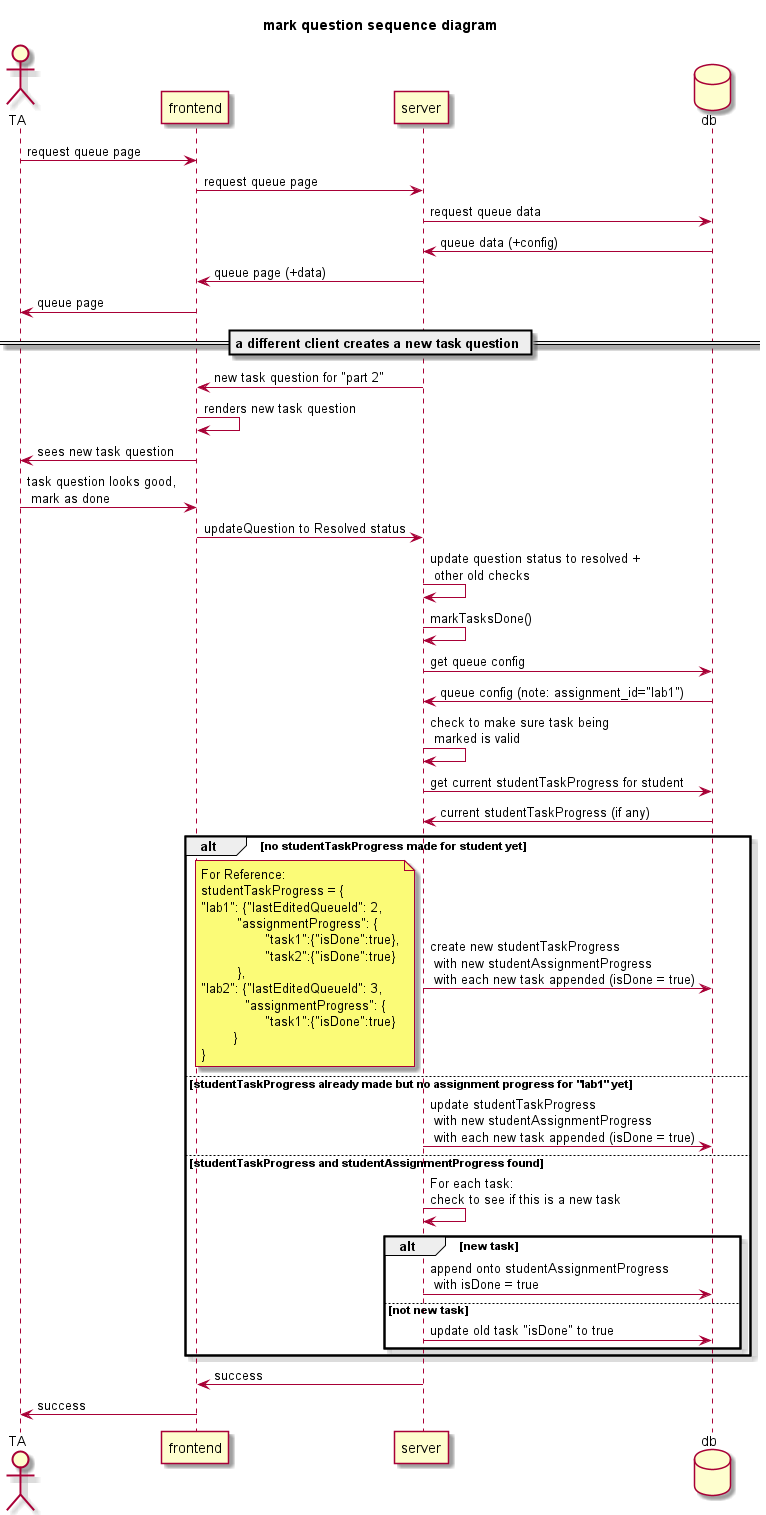 mark question sequence diagram
TA
frontend
server
db
request queue page
request queue page
request queue data
queue data (+config)
queue page (+data)
queue page
a different client creates a new task question
new task question for "part 2"
renders new task question
sees new task question
task question looks good,
mark as done
updateQuestion to Resolved status
update question status to resolved +
other old checks
markTasksDone()
get queue config
queue config (note: assignment_id="lab1")
check to make sure task being
marked is valid
get current studentTaskProgress for student
current studentTaskProgress (if any)
alt [no studentTaskProgress made for student yet]
For Reference:
studentTaskProgress = {
"lab1": {"lastEditedQueueId": 2,
"assignmentProgress": {
"task1":{"isDone":true},
"task2":{"isDone":true}
},
"lab2": {"lastEditedQueueId": 3,
"assignmentProgress": {
"task1":{"isDone":true}
}
}
create new studentTaskProgress
with new studentAssignmentProgress
with each new task appended (isDone = true)
[studentTaskProgress already made but no assignment progress for "lab1" yet]
update studentTaskProgress
with new studentAssignmentProgress
with each new task appended (isDone = true)
[studentTaskProgress and studentAssignmentProgress found]
For each task:
check to see if this is a new task
alt [new task]
append onto studentAssignmentProgress
with isDone = true
[not new task]
update old task "isDone" to true
success
success
TA
frontend
server
db